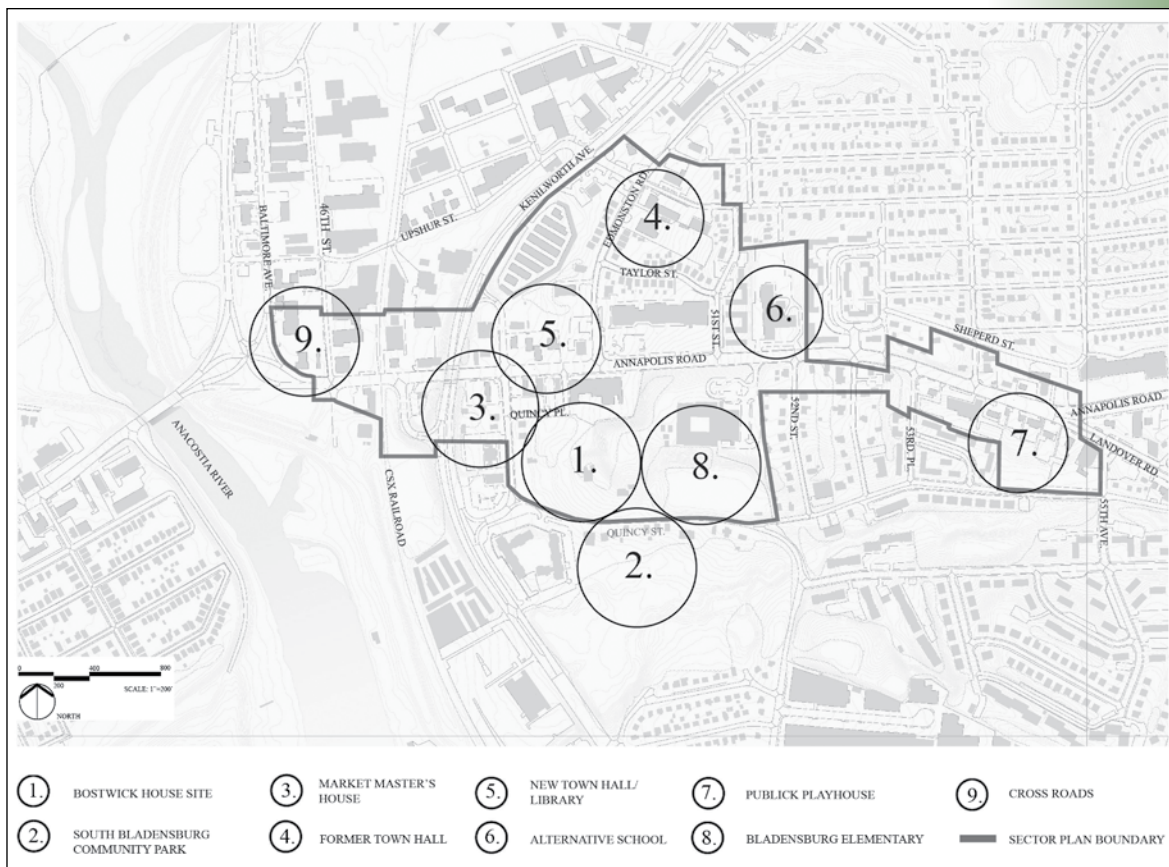 KENILWORTH AVE.
EDMONSTON RD.
4.
BALTIMORE AVE.
46TH ST.
UPSHUR ST.
TAYLOR ST.
6.
51ST ST.
5.
9.
SHEPERD ST.
ANNAPOLIS ROAD
3.
QUINCY PL.
52ND ST.
ANNAPOLIS ROAD
ANACOSTIA RIVER
1.
8.
53RD. PL.
7.
LANDOVER RD.
CSX RAILROAD
QUINCY ST.
55TH AVE.
2.
0 400 800
200
SCALE: 1"=200'
NORTH
1. BOSTWICK HOUSE SITE
2. SOUTH BLADENSBURG
COMMUNITY PARK
3. MARKET MASTER'S
HOUSE
4. FORMER TOWN HALL
5. NEW TOWN HALL/
LIBRARY
6. ALTERNATIVE SCHOOL
7. PUBLICK PLAYHOUSE
8. BLADENSBURG ELEMENTARY
9. CROSS ROADS
SECTOR PLAN BOUNDARY